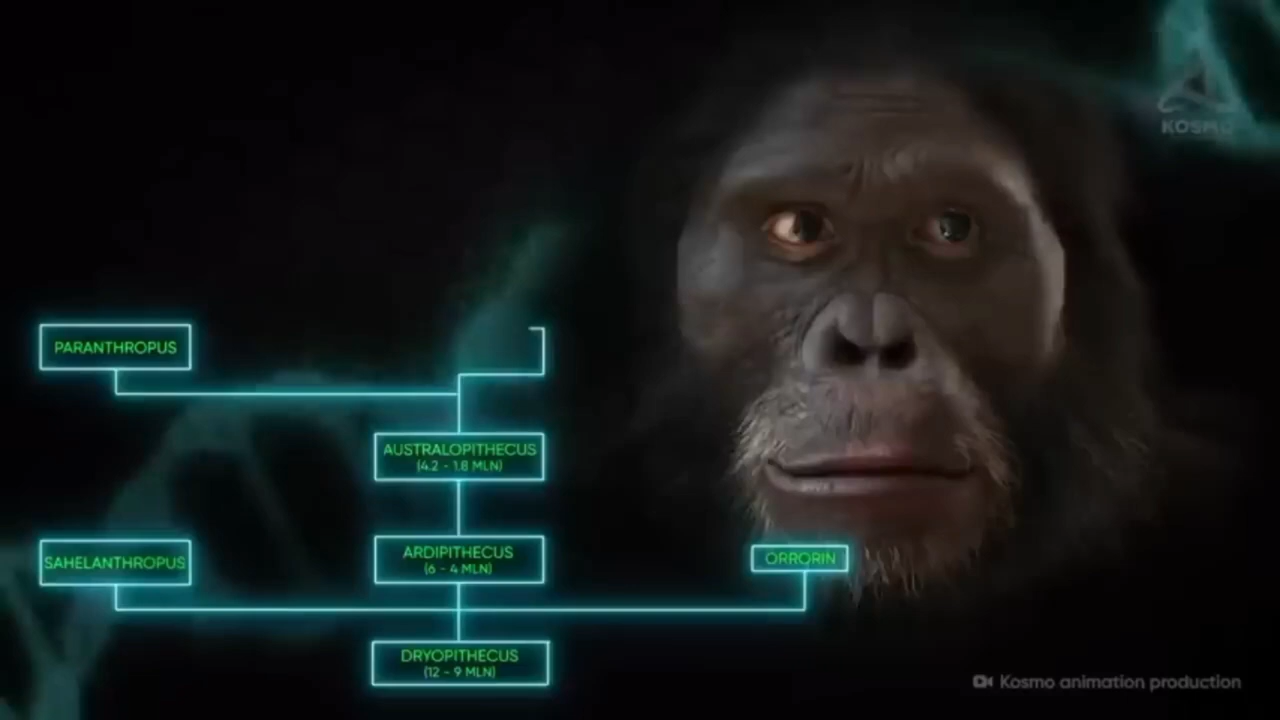 KOSMO
PARANTHROPUS
AUSTRALOPITHECUS
(4.2 - 1.8 MLN)
SAHELANTHROPUS
ARDIPITHECUS
(6 - 4 MLN)
ORRORIN
DRYOPITHECUS
(12 - 9 MLN)
Kosmo animation production